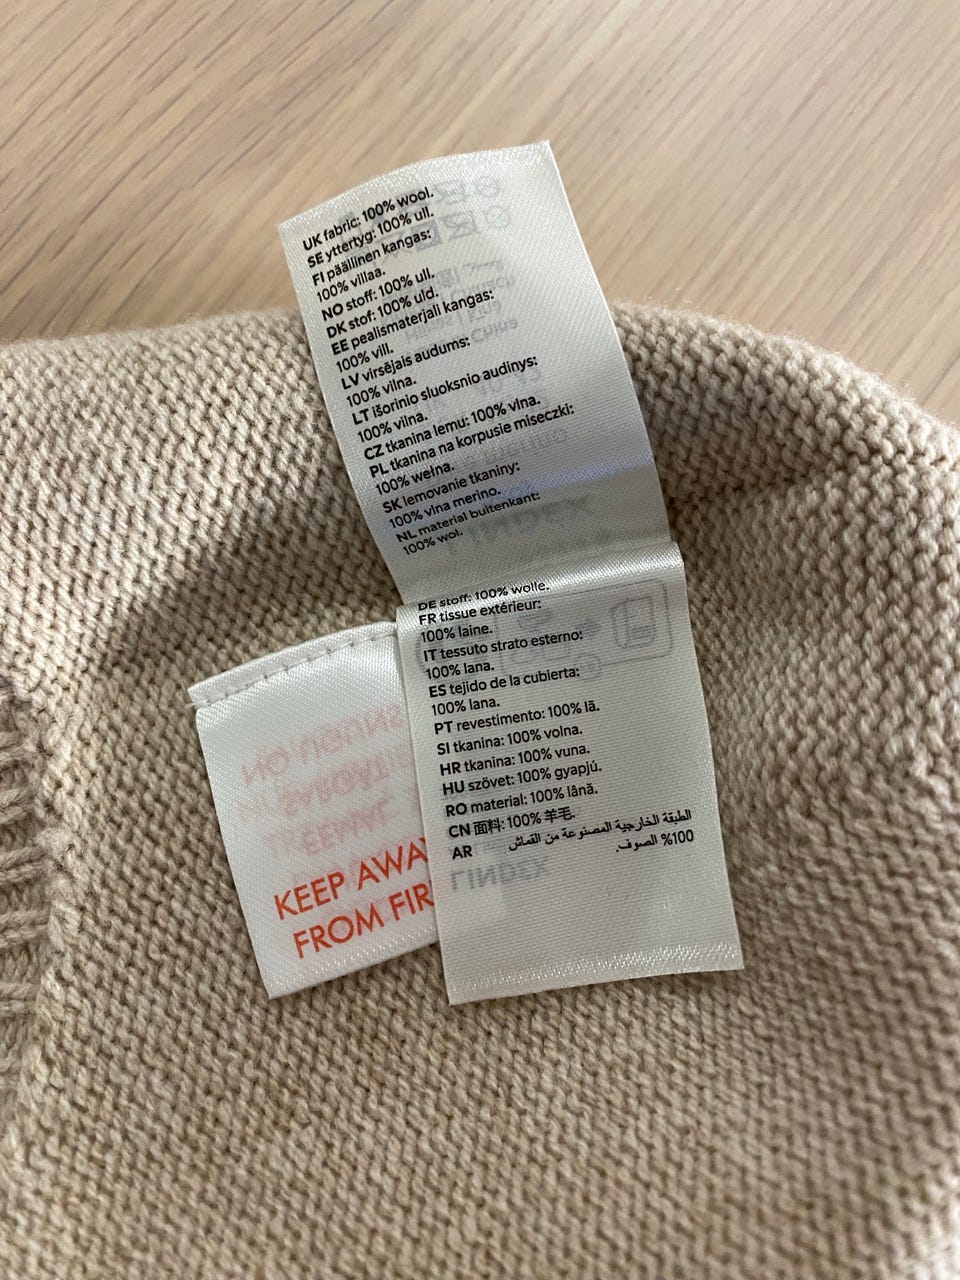 UK fabric: 100% wool.
SE yttertyg: 100% ull.
FI päällinen kangas:
100% villaa.
NO stoff: 100% ull.
DK stof: 100% uld.
EE pealismaterjali kangas:
100% vill.
LV virsējais audums:
100% vilna.
LT išorinio sluoksnio audinys:
100% vilna.
CZ tkanina lemu: 100% vlna.
PL tkanina na korpusie miseczki:
100% wełna.
SK lemovanie tkaniny:
100% vlna merino.
NL material buitenkant:
100% wol.
DE stoff: 100% wolle.
FR tissue extérieur:
100% laine.
IT tessuto strato esterno:
100% lana.
ES tejido de la cubierta:
100% lana.
PT revestimento: 100% lã.
SI tkanina: 100% volna.
HR tkanina: 100% vuna.
HU szövet: 100% gyapjú.
RO material: 100% lână.
CN 面料: 100% 羊毛.
AR الطبقة الخارجية المصنوعة من القماش
100% الصوف.
LINDEX
KEEP AWAY
FROM FIR